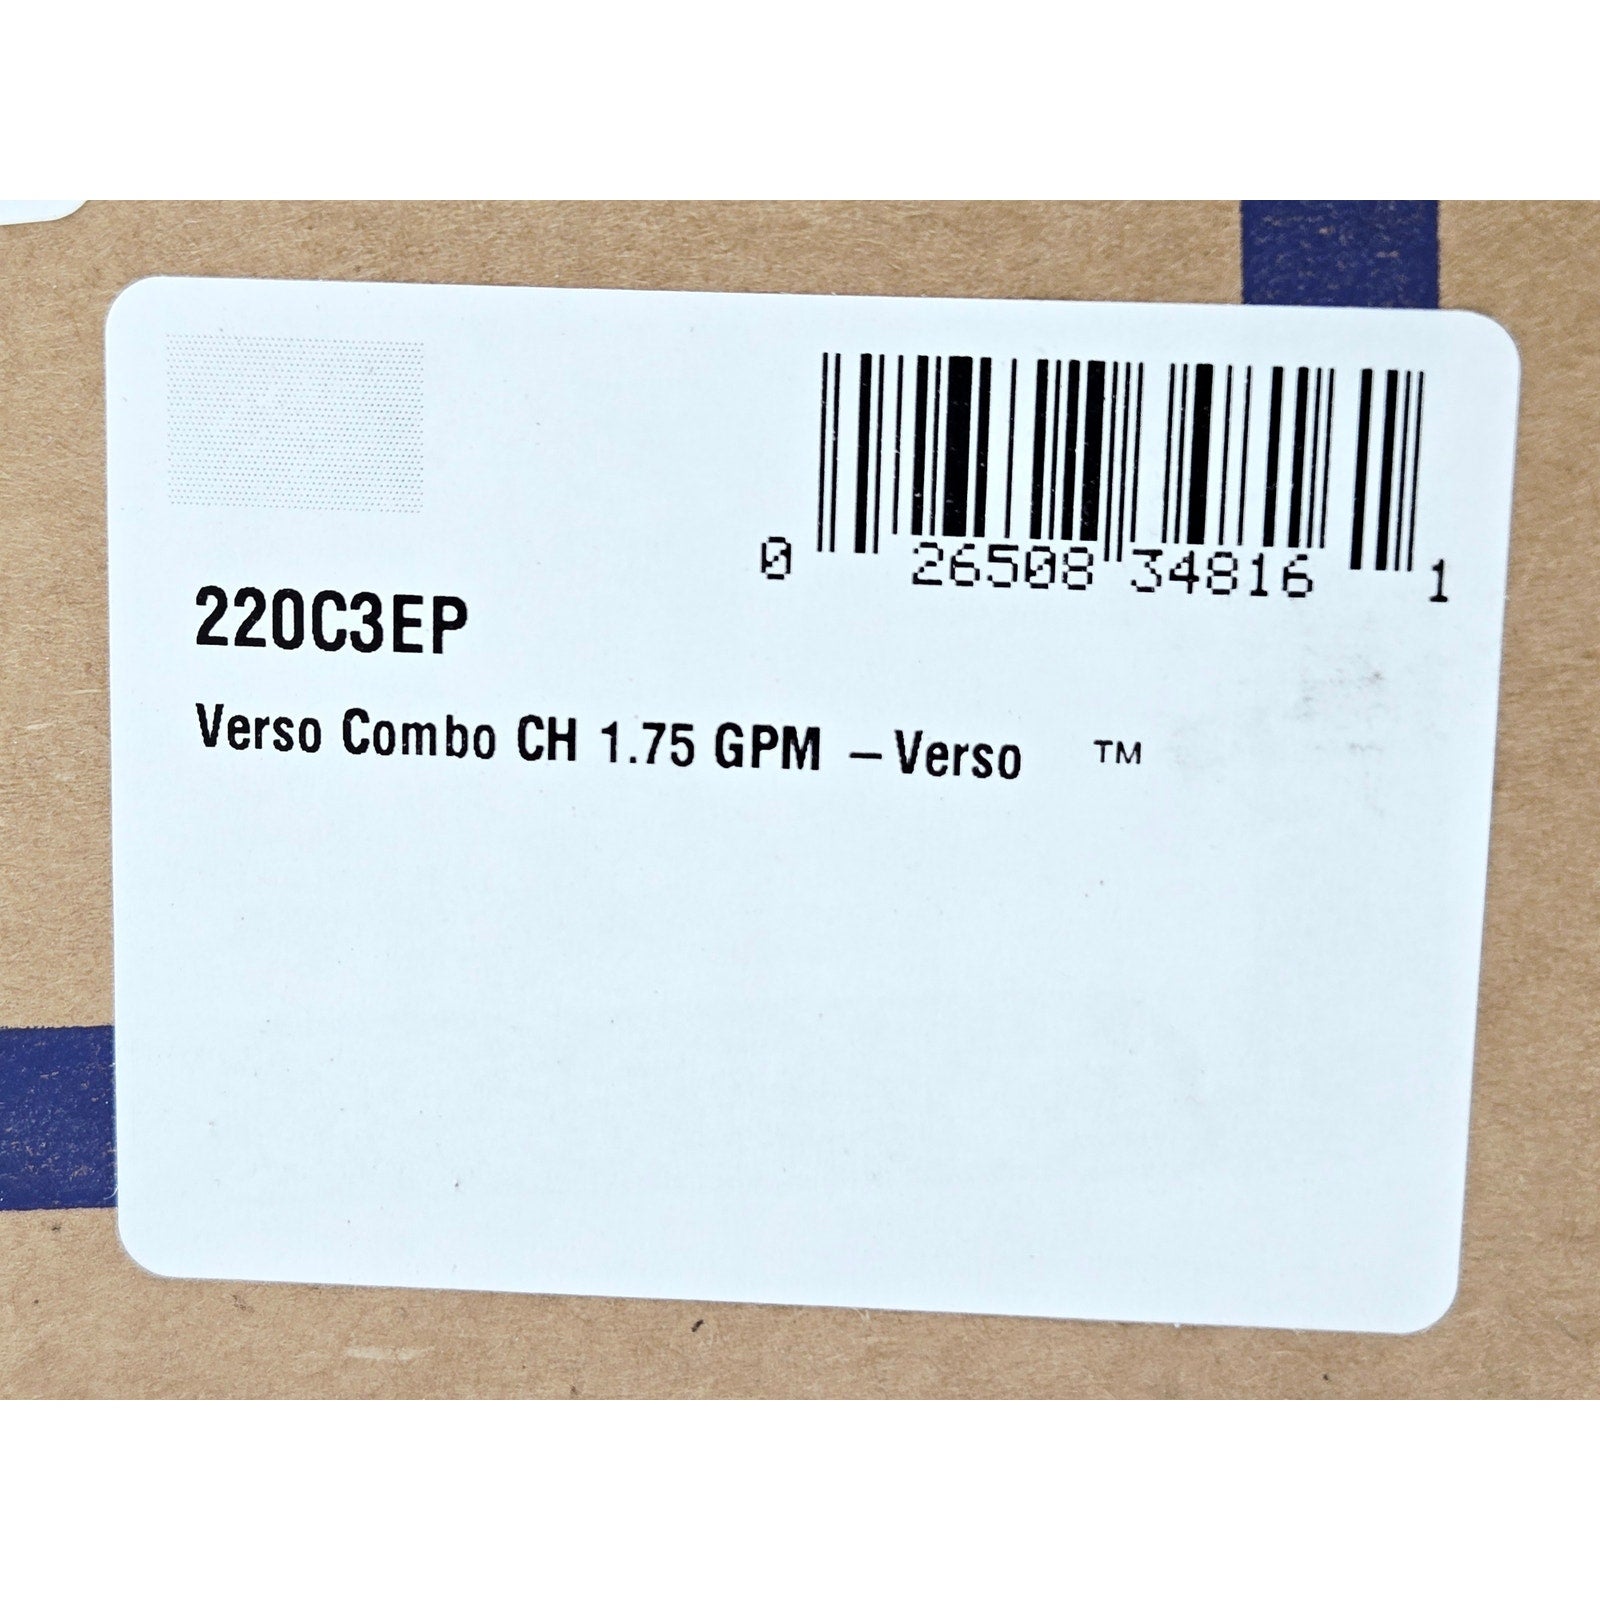 0 26508 34816 1
220C3EP
Verso Combo CH 1.75 GPM – Verso ™